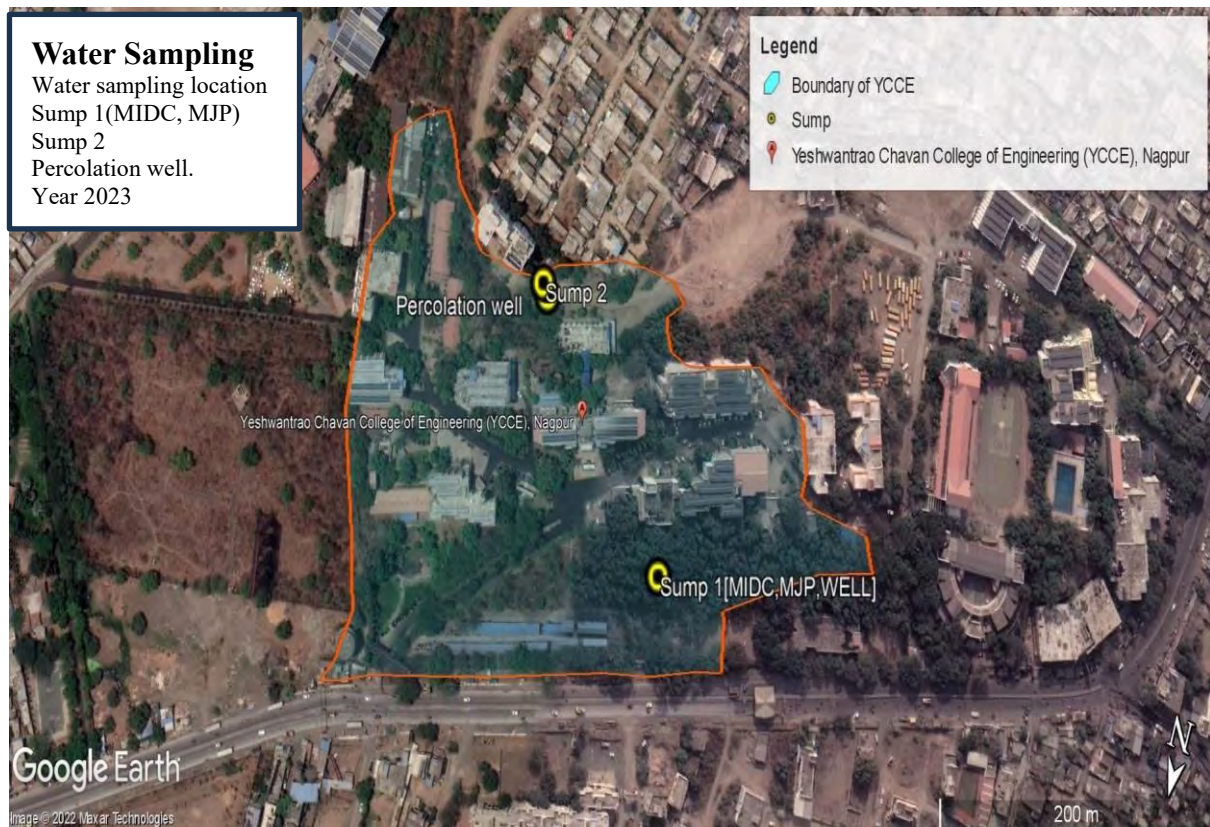 Water Sampling
Water sampling location
Sump 1(MIDC, MJP)
Sump 2
Percolation well.
Year 2023
Legend
Boundary of YCCE
Sump
Yeshwantrao Chavan College of Engineering (YCCE), Nagpur
Sump 2
Percolation well
Yeshwantrao Chavan College of Engineering (YCCE), Nagpur
Sump 1[MIDC,MJP,WELL]
N
Google Earth
Image © 2022 Maxar Technologies
200 m